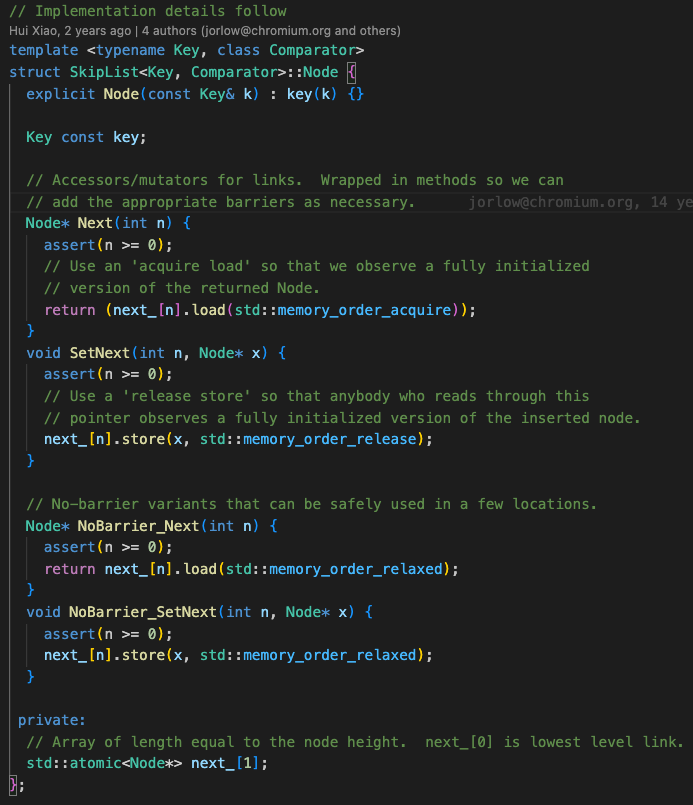 // Implementation details follow
Hui Xiao, 2 years ago | 4 authors (jorlow@chromium.org and others)
template <typename Key, class Comparator>
struct SkipList<Key, Comparator>::Node {
  explicit Node(const Key& k) : key(k) {}

  Key const key;

  // Accessors/mutators for links.  Wrapped in methods so we can
  // add the appropriate barriers as necessary.      jorlow@chromium.org, 14 ye
  Node* Next(int n) {
    assert(n >= 0);
    // Use an 'acquire load' so that we observe a fully initialized
    // version of the returned Node.
    return (next_[n].load(std::memory_order_acquire));
  }
  void SetNext(int n, Node* x) {
    assert(n >= 0);
    // Use a 'release store' so that anybody who reads through this
    // pointer observes a fully initialized version of the inserted node.
    next_[n].store(x, std::memory_order_release);
  }

  // No-barrier variants that can be safely used in a few locations.
  Node* NoBarrier_Next(int n) {
    assert(n >= 0);
    return next_[n].load(std::memory_order_relaxed);
  }
  void NoBarrier_SetNext(int n, Node* x) {
    assert(n >= 0);
    next_[n].store(x, std::memory_order_relaxed);
  }

 private:
  // Array of length equal to the node height.  next_[0] is lowest level link.
  std::atomic<Node*> next_[1];
};